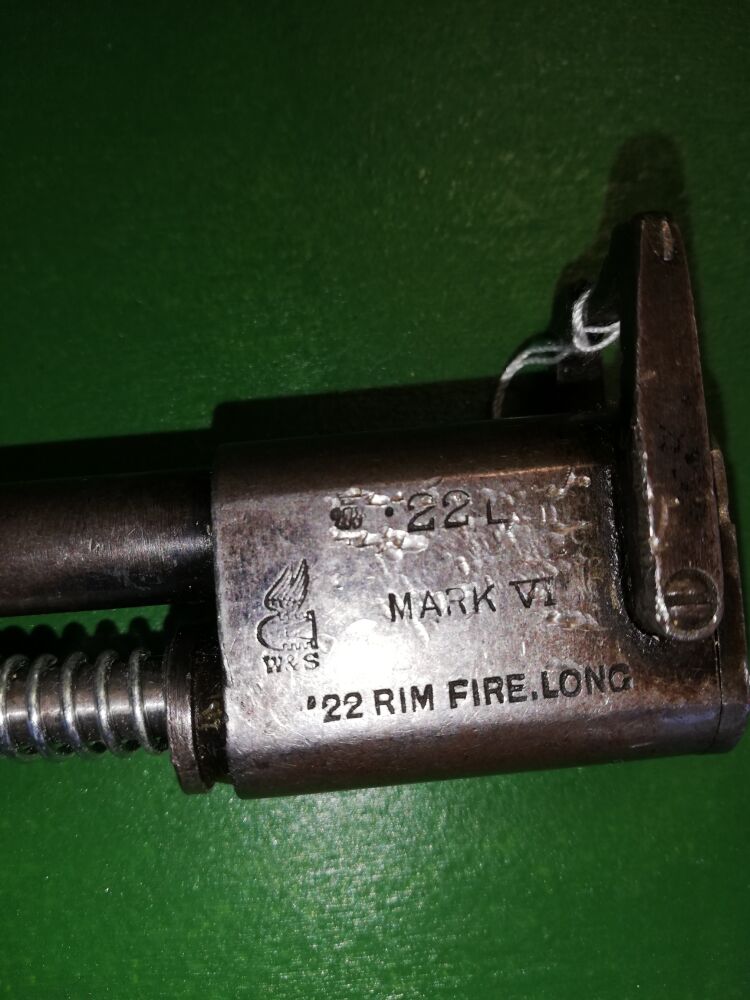 ·22 L
MARK VI
W&S
·22 RIM FIRE.LONG